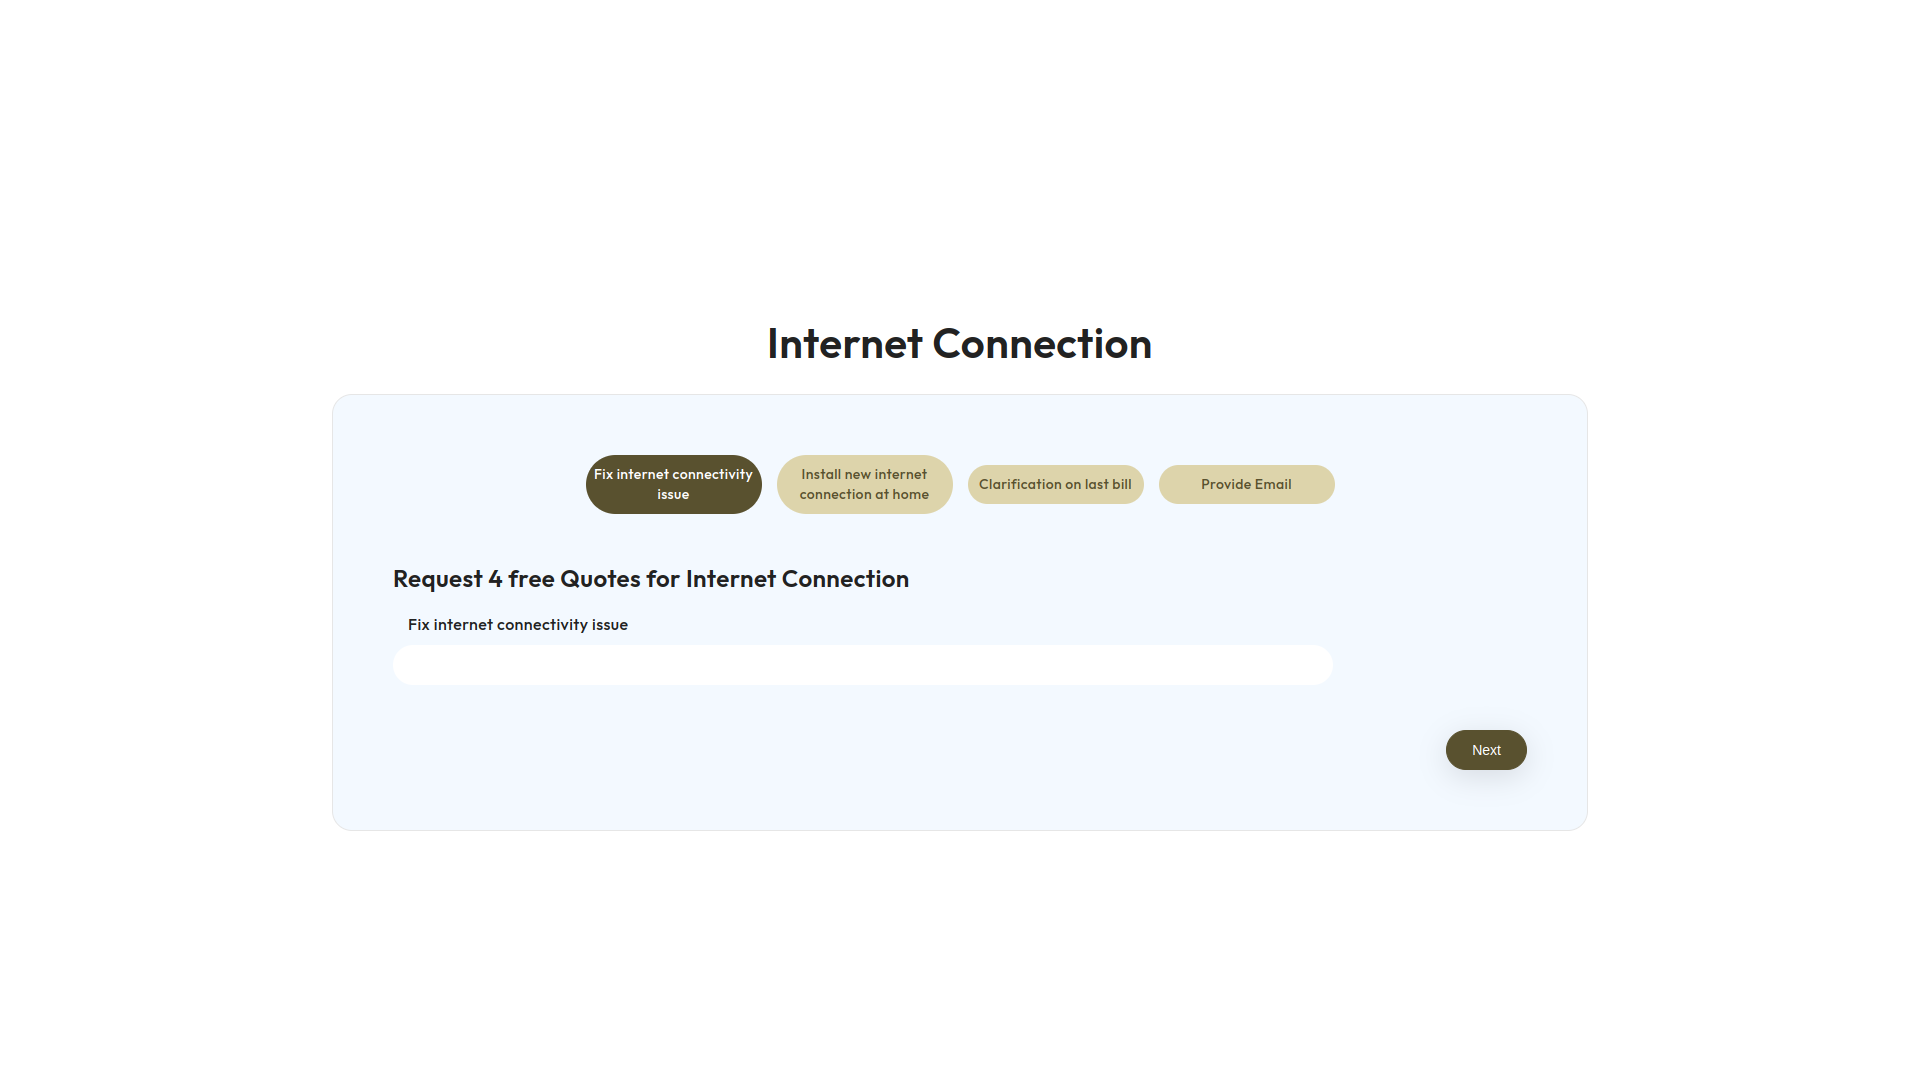 Internet Connection
Fix internet connectivity
issue
Install new internet
connection at home
Clarification on last bill
Provide Email
Request 4 free Quotes for Internet Connection
Fix internet connectivity issue
Next